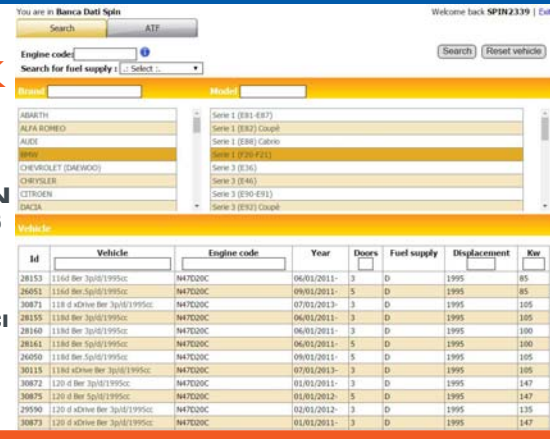 You are in Banca Dati Spin Welcome back SPIN2339 | Exi
Search ATF
Engine code:
Search Reset vehicle
Search for fuel supply : .: Select :.
Brand Model
ABARTH Serie 1 (E81-E87)
ALFA ROMEO Serie 1 (E82) Coupè
AUDI Serie 1 (E88) Cabrio
BMW Serie 1 (F20-F21)
CHEVROLET (DAEWOO) Serie 3 (E36)
CHRYSLER Serie 3 (E46)
CITROEN Serie 3 (E90-E91)
DACIA Serie 3 (E92) Coupè
Vehicle
Id Vehicle Engine code Year Doors Fuel supply Displacement Kw
28153 116d Ber 3p/d/1995cc N47D20C 06/01/2011- 3 D 1995 85
26051 116d Ber.5p/d/1995cc N47D20C 09/01/2011- 5 D 1995 85
30871 118 d xDrive Ber 3p/d/1995cc N47D20C 07/01/2013- 3 D 1995 105
28155 118d Ber 3p/d/1995cc N47D20C 06/01/2011- 3 D 1995 105
28160 118d Ber 3p/d/1995cc N47D20C 06/01/2011- 3 D 1995 100
28161 118d Ber 5p/d/1995cc N47D20C 06/01/2011- 5 D 1995 100
26050 118d Ber.5p/d/1995cc N47D20C 09/01/2011- 5 D 1995 105
30115 118d xDrive Ber 3p/d/1995cc N47D20C 07/01/2013- 3 D 1995 105
30872 120 d Ber 3p/d/1995cc N47D20C 01/01/2011- 3 D 1995 147
30875 120 d Ber 5p/d/1995cc N47D20C 01/01/2012- 5 D 1995 147
29590 120 d xDrive Ber 3p/d/1995cc N47D20C 02/01/2012- 3 D 1995 135
30873 120 d xDrive Ber 3p/d/1995cc N47D20C 01/01/2011- 3 D 1995 147